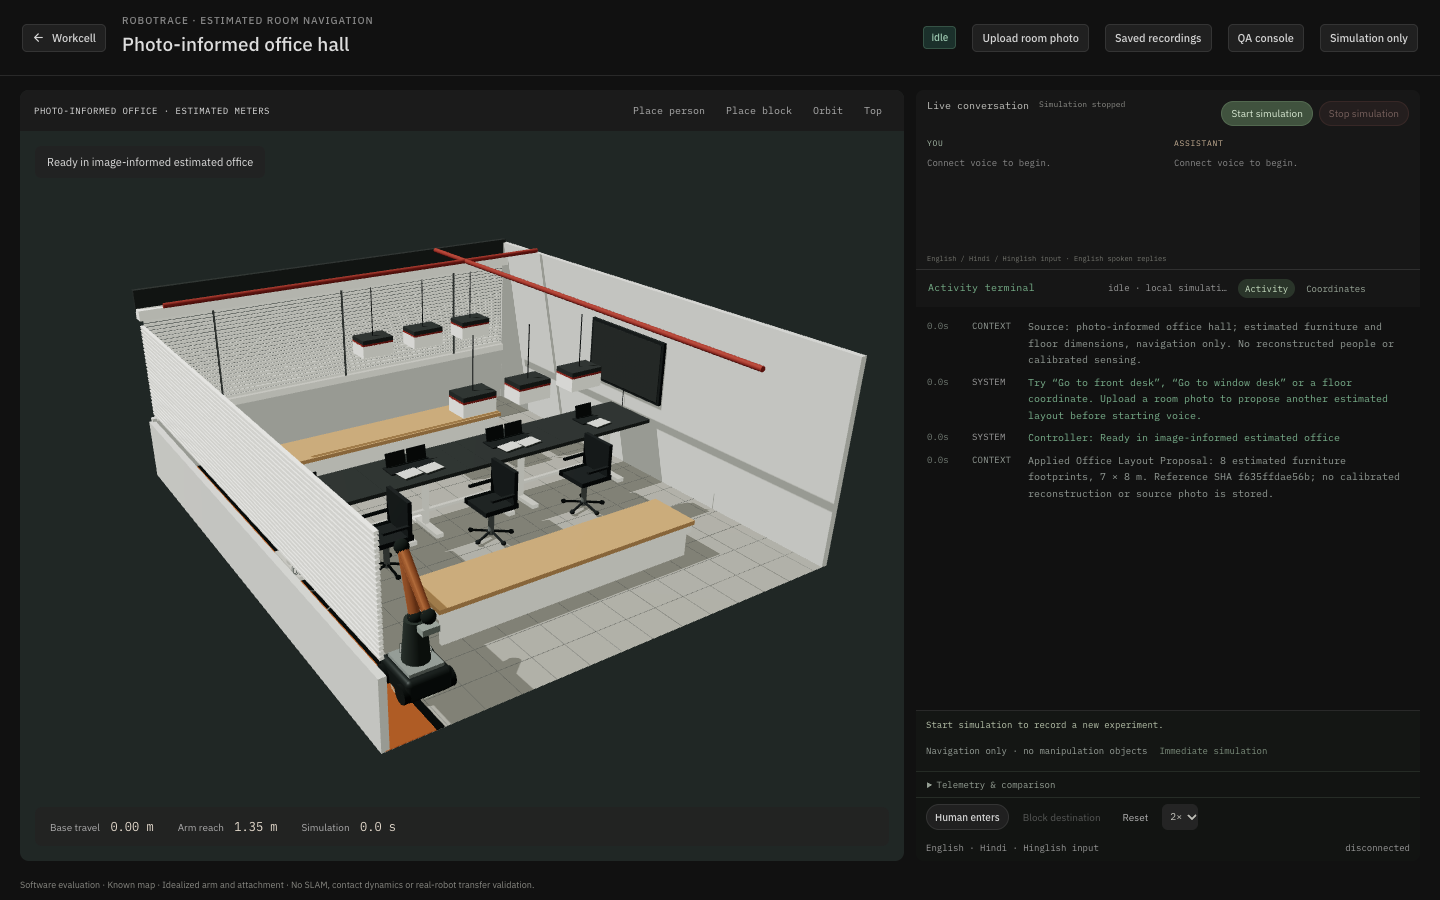 ← Workcell
ROBOTRACE · ESTIMATED ROOM NAVIGATION
Photo-informed office hall
idle
Upload room photo
Saved recordings
QA console
Simulation only
PHOTO-INFORMED OFFICE · ESTIMATED METERS
Place person
Place block
Orbit
Top
Ready in image-informed estimated office
Base travel 0.00 m
Arm reach 1.35 m
Simulation 0.0 s
Live conversation
Simulation stopped
Start simulation
Stop simulation
YOU
Connect voice to begin.
ASSISTANT
Connect voice to begin.
English / Hindi / Hinglish input · English spoken replies
Activity terminal
idle · local simulati…
Activity
Coordinates
0.0s CONTEXT Source: photo-informed office hall; estimated furniture and
floor dimensions, navigation only. No reconstructed people or
calibrated sensing.
0.0s SYSTEM Try “Go to front desk”, “Go to window desk” or a floor
coordinate. Upload a room photo to propose another estimated
layout before starting voice.
0.0s SYSTEM Controller: Ready in image-informed estimated office
0.0s CONTEXT Applied Office Layout Proposal: 8 estimated furniture
footprints, 7 × 8 m. Reference SHA f635ffdae56b; no calibrated
reconstruction or source photo is stored.
Start simulation to record a new experiment.
Navigation only · no manipulation objects Immediate simulation
▶ Telemetry & comparison
Human enters
Block destination
Reset
2×
English · Hindi · Hinglish input
disconnected
Software evaluation · Known map · Idealized arm and attachment · No SLAM, contact dynamics or real-robot transfer validation.